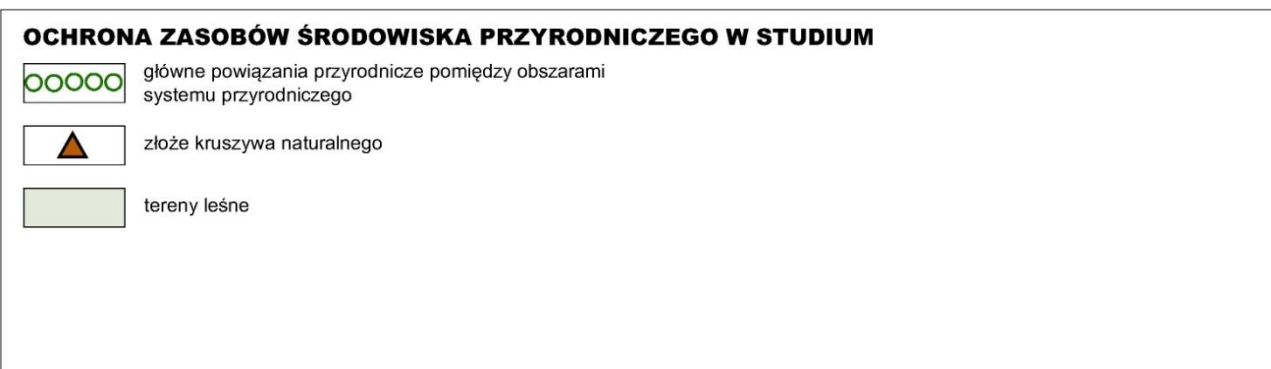 OCHRONA ZASOBÓW ŚRODOWISKA PRZYRODNICZEGO W STUDIUM
główne powiązania przyrodnicze pomiędzy obszarami
systemu przyrodniczego
złoże kruszywa naturalnego
tereny leśne